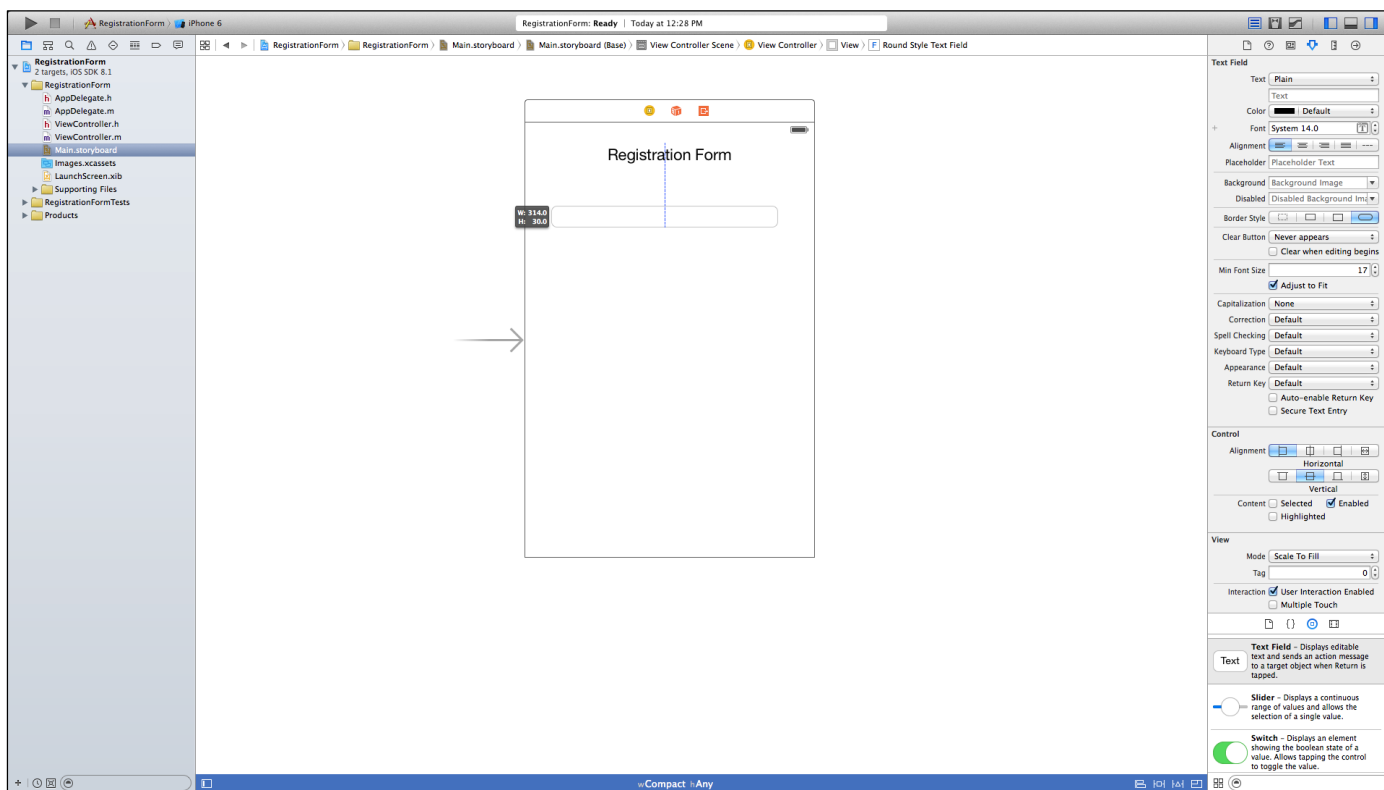 RegistrationForm iPhone 6
RegistrationForm: Ready | Today at 12:28 PM
RegistrationForm RegistrationForm Main.storyboard Main.storyboard (Base) View Controller Scene View Controller View F Round Style Text Field
RegistrationForm
2 targets, iOS SDK 8.1
RegistrationForm
h AppDelegate.h
m AppDelegate.m
h ViewController.h
m ViewController.m
Main.storyboard
Images.xcassets
LaunchScreen.xib
Supporting Files
RegistrationFormTests
Products
Registration Form
W: 314.0
H: 30.0
wCompact hAny
Text Field
Text Plain
Text
Color Default
Font System 14.0
Alignment
Placeholder Placeholder Text
Background Background Image
Disabled Disabled Background Ima
Border Style
Clear Button Never appears
Clear when editing begins
Min Font Size 17
Adjust to Fit
Capitalization None
Correction Default
Spell Checking Default
Keyboard Type Default
Appearance Default
Return Key Default
Auto-enable Return Key
Secure Text Entry
Control
Alignment
Horizontal
Vertical
Content Selected Enabled
Highlighted
View
Mode Scale To Fill
Tag 0
Interaction User Interaction Enabled
Multiple Touch
Text
Text Field - Displays editable
text and sends an action message
to a target object when Return is
tapped.
Slider - Displays a continuous
range of values and allows the
selection of a single value.
Switch - Displays an element
showing the boolean state of a
value. Allows tapping the control
to toggle the value.